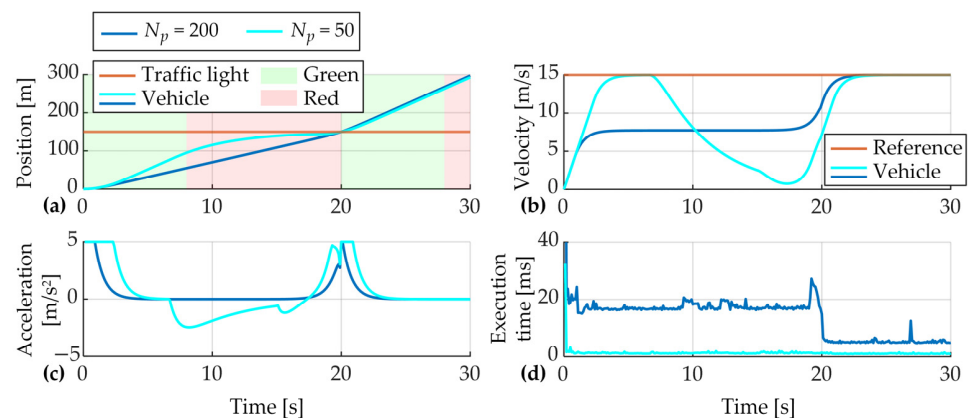 N_p = 200 N_p = 50
Traffic light Green
Vehicle Red
Position [m]
300
200
100
0
0 10 20 30
(a)
Velocity [m/s]
15
10
5
0
0 10 20 30
Reference
Vehicle
(b)
Acceleration
[m/s²]
5
0
−5
0 10 20 30
(c)
Time [s]
Execution
time [ms]
40
20
0
0 10 20 30
(d)
Time [s]